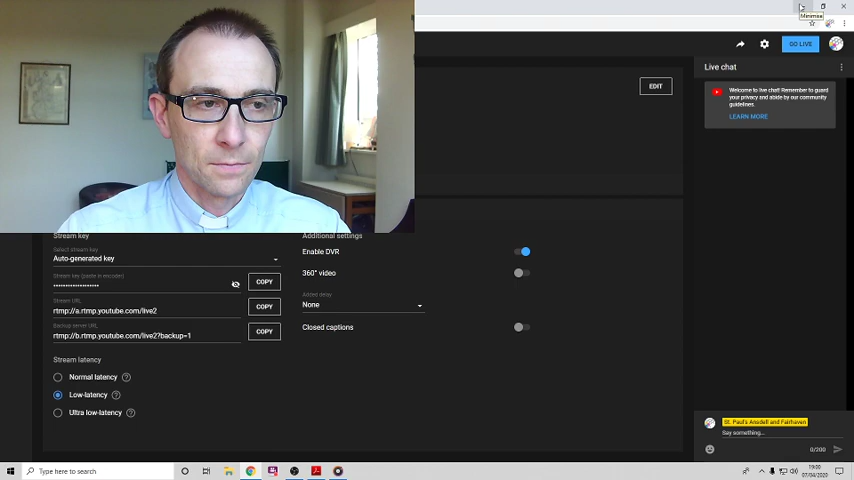 Minimise
GO LIVE
Live chat
EDIT
Welcome to live chat! Remember to guard
your privacy and abide by our community
guidelines.
LEARN MORE
Stream key
Select stream key
Auto-generated key
Stream key (paste in encoder)
COPY
Stream URL
rtmp://a.rtmp.youtube.com/live2
COPY
Backup server URL
rtmp://b.rtmp.youtube.com/live2?backup=1
COPY
Stream latency
Normal latency
Low-latency
Ultra low-latency
Additional settings
Enable DVR
360° video
Added delay
None
Closed captions
St. Paul's Ansdell and Fairhaven
Say something...
0/200
Type here to search
19:00
07/04/2020